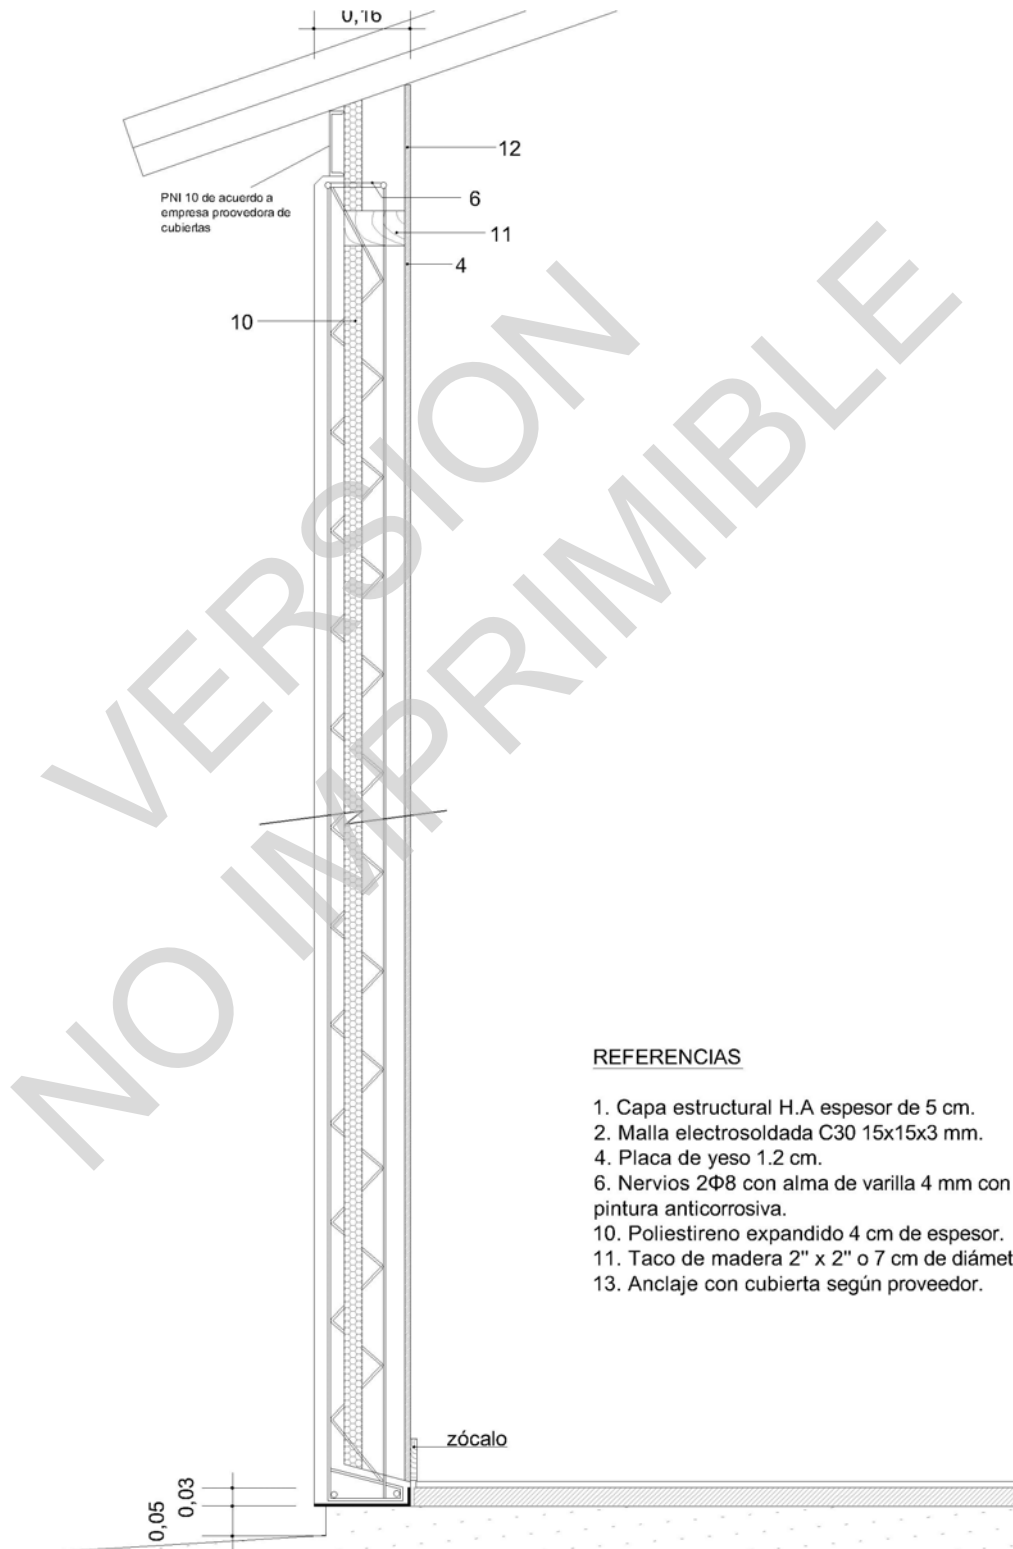 0,16
12
PNI 10 de acuerdo a
empresa proovedora de
cubiertas
6
11
4
10
VERSION
NO IMPRIMIBLE
REFERENCIAS
1. Capa estructural H.A espesor de 5 cm.
2. Malla electrosoldada C30 15x15x3 mm.
4. Placa de yeso 1.2 cm.
6. Nervios 2Φ8 con alma de varilla 4 mm con
pintura anticorrosiva.
10. Poliestireno expandido 4 cm de espesor.
11. Taco de madera 2" x 2" o 7 cm de diámet
13. Anclaje con cubierta según proveedor.
zócalo
0,03
0,05